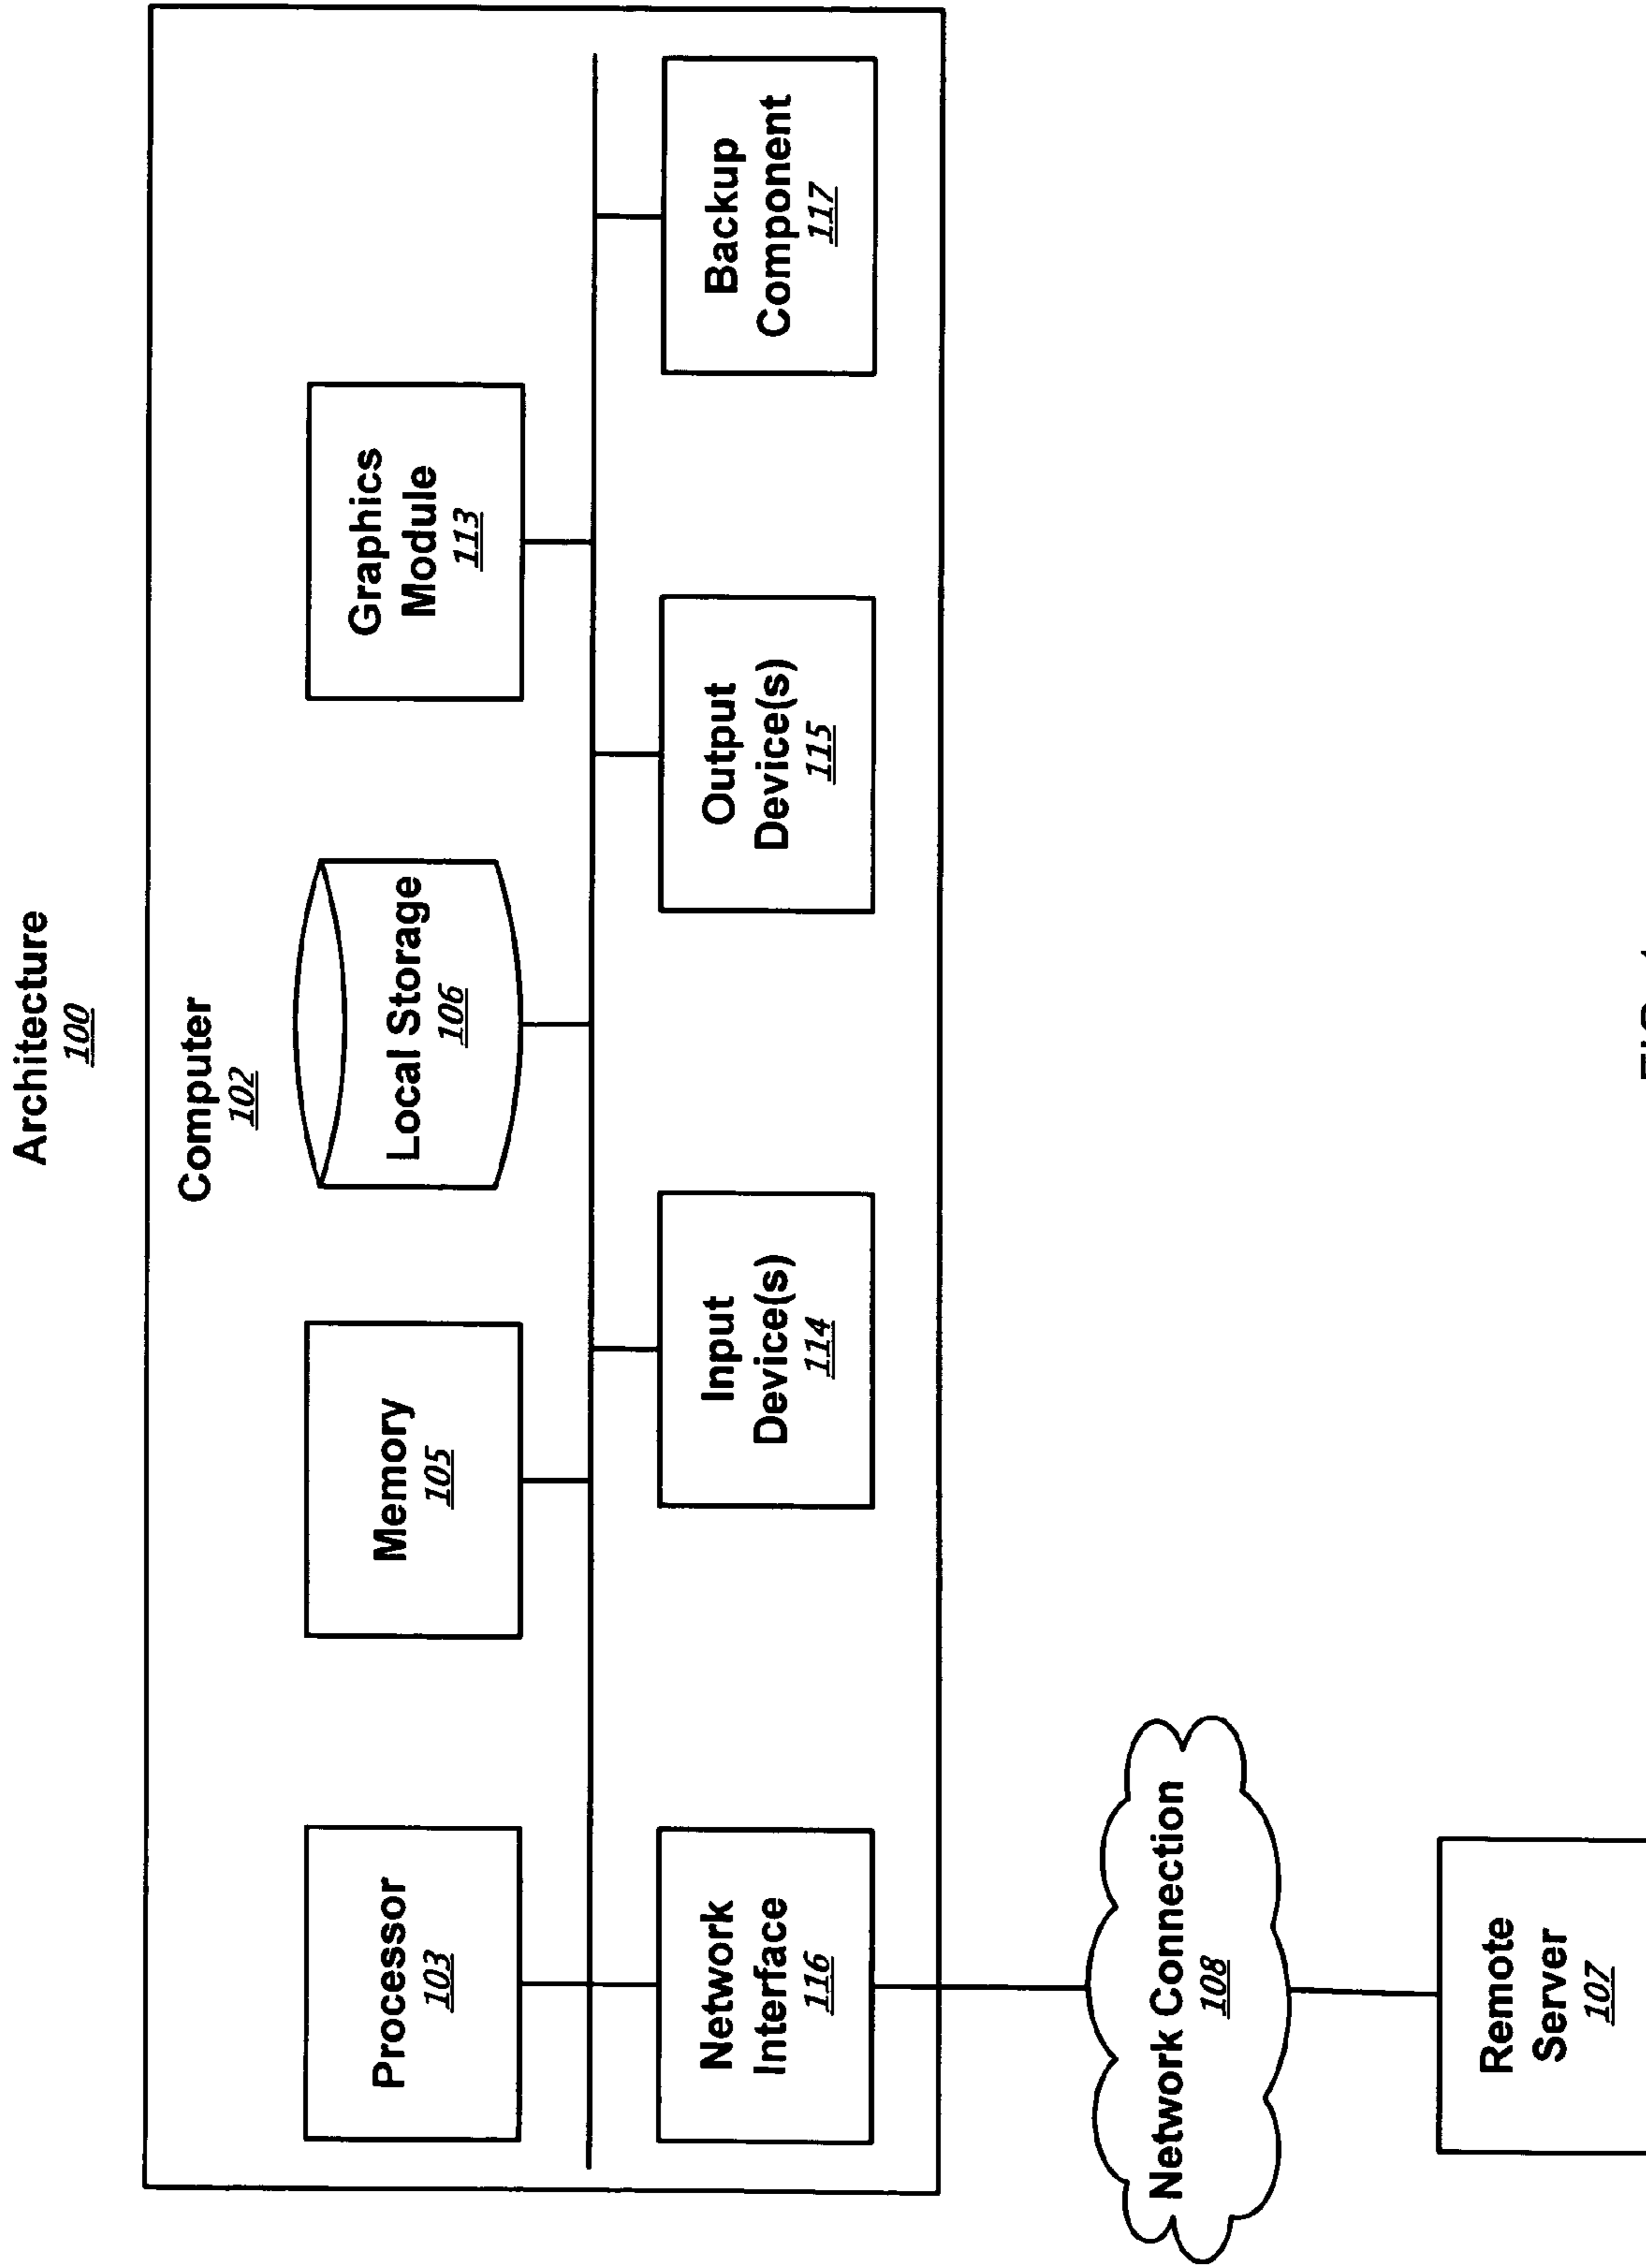 Architecture
100
Computer
102
Processor
103
Memory
105
Local Storage
106
Graphics
Module
113
Network
Interface
116
Input
Device(s)
114
Output
Device(s)
115
Backup
Component
117
Network Connection
108
Remote
Server
107